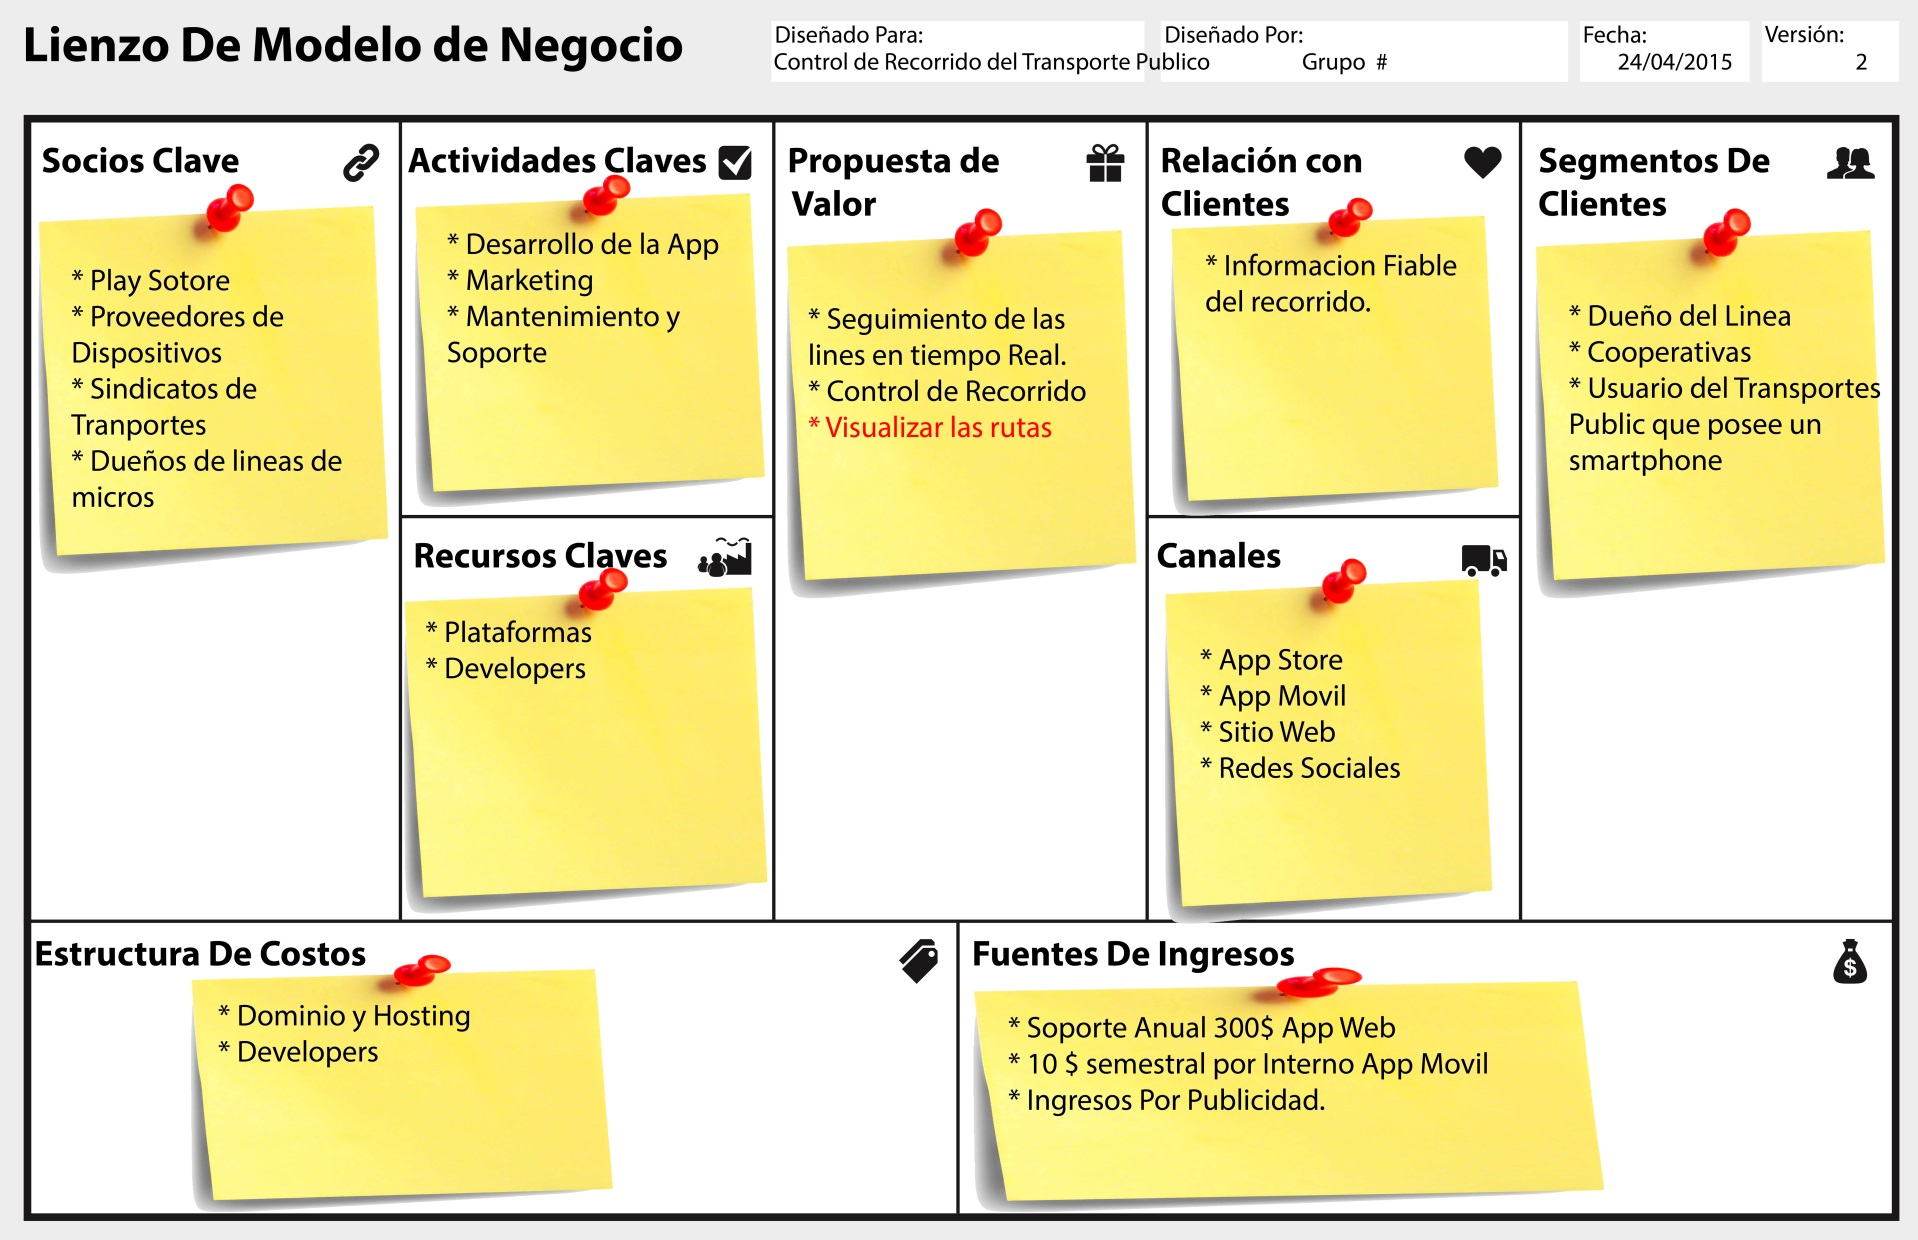 Lienzo De Modelo de Negocio
Diseñado Para:
Control de Recorrido del Transporte Publico
Diseñado Por:
Grupo #
Fecha:
24/04/2015
Versión:
2
Socios Clave
* Play Sotore
* Proveedores de
Dispositivos
* Sindicatos de
Tranportes
* Dueños de lineas de
micros
Actividades Claves
* Desarrollo de la App
* Marketing
* Mantenimiento y
Soporte
Recursos Claves
* Plataformas
* Developers
Propuesta de
Valor
* Seguimiento de las
lines en tiempo Real.
* Control de Recorrido
* Visualizar las rutas
Relación con
Clientes
* Informacion Fiable
del recorrido.
Canales
* App Store
* App Movil
* Sitio Web
* Redes Sociales
Segmentos De
Clientes
* Dueño del Linea
* Cooperativas
* Usuario del Transportes
Public que posee un
smartphone
Estructura De Costos
* Dominio y Hosting
* Developers
Fuentes De Ingresos
$
* Soporte Anual 300$ App Web
* 10 $ semestral por Interno App Movil
* Ingresos Por Publicidad.